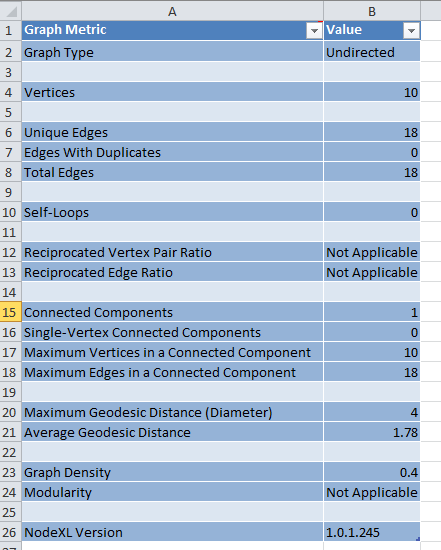 A B
1 Graph Metric Value
2 Graph Type Undirected
3
4 Vertices 10
5
6 Unique Edges 18
7 Edges With Duplicates 0
8 Total Edges 18
9
10 Self-Loops 0
11
12 Reciprocated Vertex Pair Ratio Not Applicable
13 Reciprocated Edge Ratio Not Applicable
14
15 Connected Components 1
16 Single-Vertex Connected Components 0
17 Maximum Vertices in a Connected Component 10
18 Maximum Edges in a Connected Component 18
19
20 Maximum Geodesic Distance (Diameter) 4
21 Average Geodesic Distance 1.78
22
23 Graph Density 0.4
24 Modularity Not Applicable
25
26 NodeXL Version 1.0.1.245